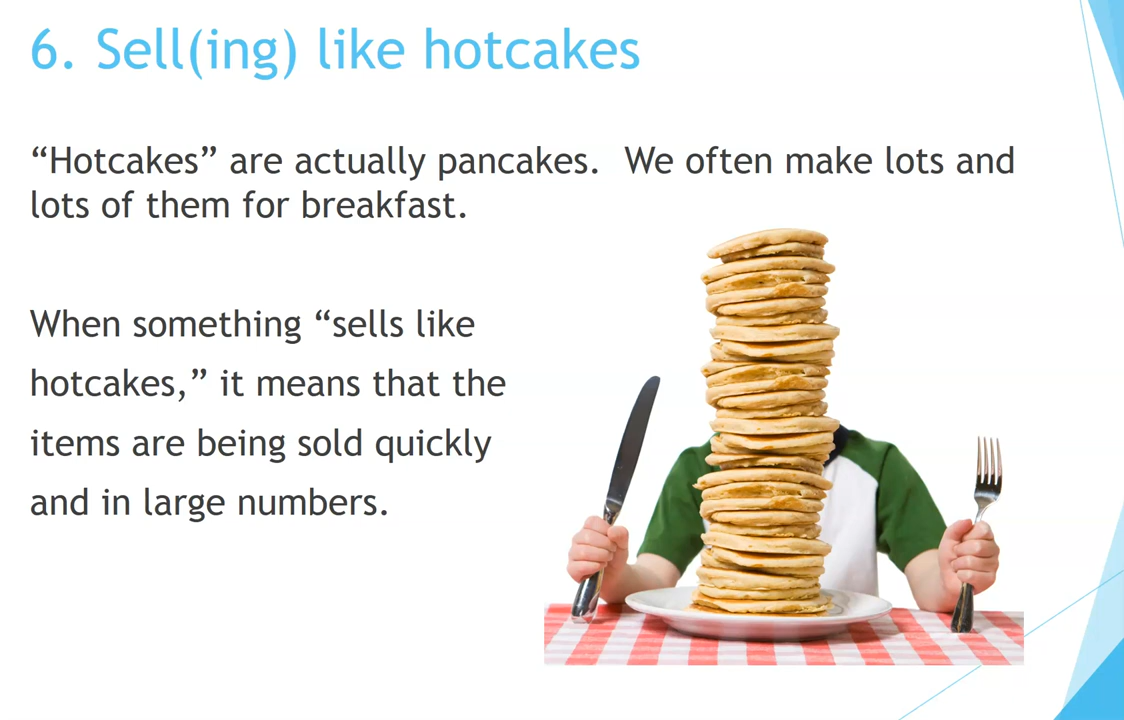 6. Sell(ing) like hotcakes
“Hotcakes” are actually pancakes.  We often make lots and
lots of them for breakfast.
When something “sells like
hotcakes,” it means that the
items are being sold quickly
and in large numbers.